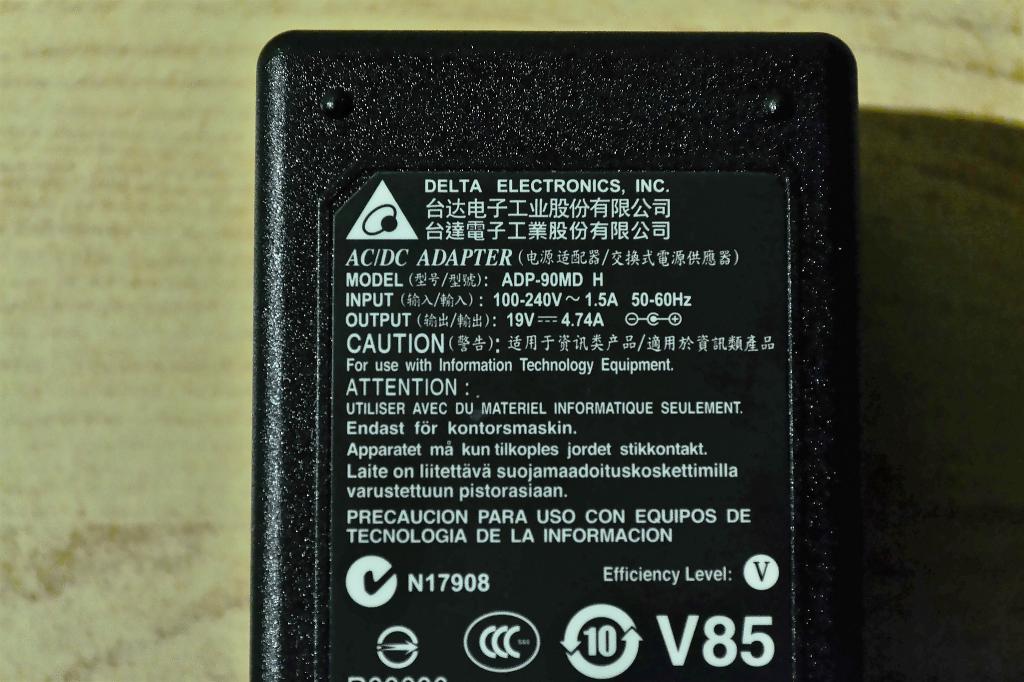 DELTA ELECTRONICS, INC.
台达电子工业股份有限公司
台達電子工業股份有限公司
AC/DC ADAPTER (电源适配器/交換式電源供應器)
MODEL (型号/型號): ADP-90MD H
INPUT (输入/輸入): 100-240V～1.5A 50-60Hz
OUTPUT (输出/輸出): 19V⎓4.74A
CAUTION (警告): 适用于资讯类产品/適用於資訊類產品
For use with Information Technology Equipment.
ATTENTION :
UTILISER AVEC DU MATERIEL INFORMATIQUE SEULEMENT.
Endast för kontorsmaskin.
Apparatet må kun tilkoples jordet stikkontakt.
Laite on liitettävä suojamaadoituskoskettimilla
varustettuun pistorasiaan.
PRECAUCION PARA USO CON EQUIPOS DE
TECNOLOGIA DE LA INFORMACION
N17908
Efficiency Level: V
CCC
10
V85